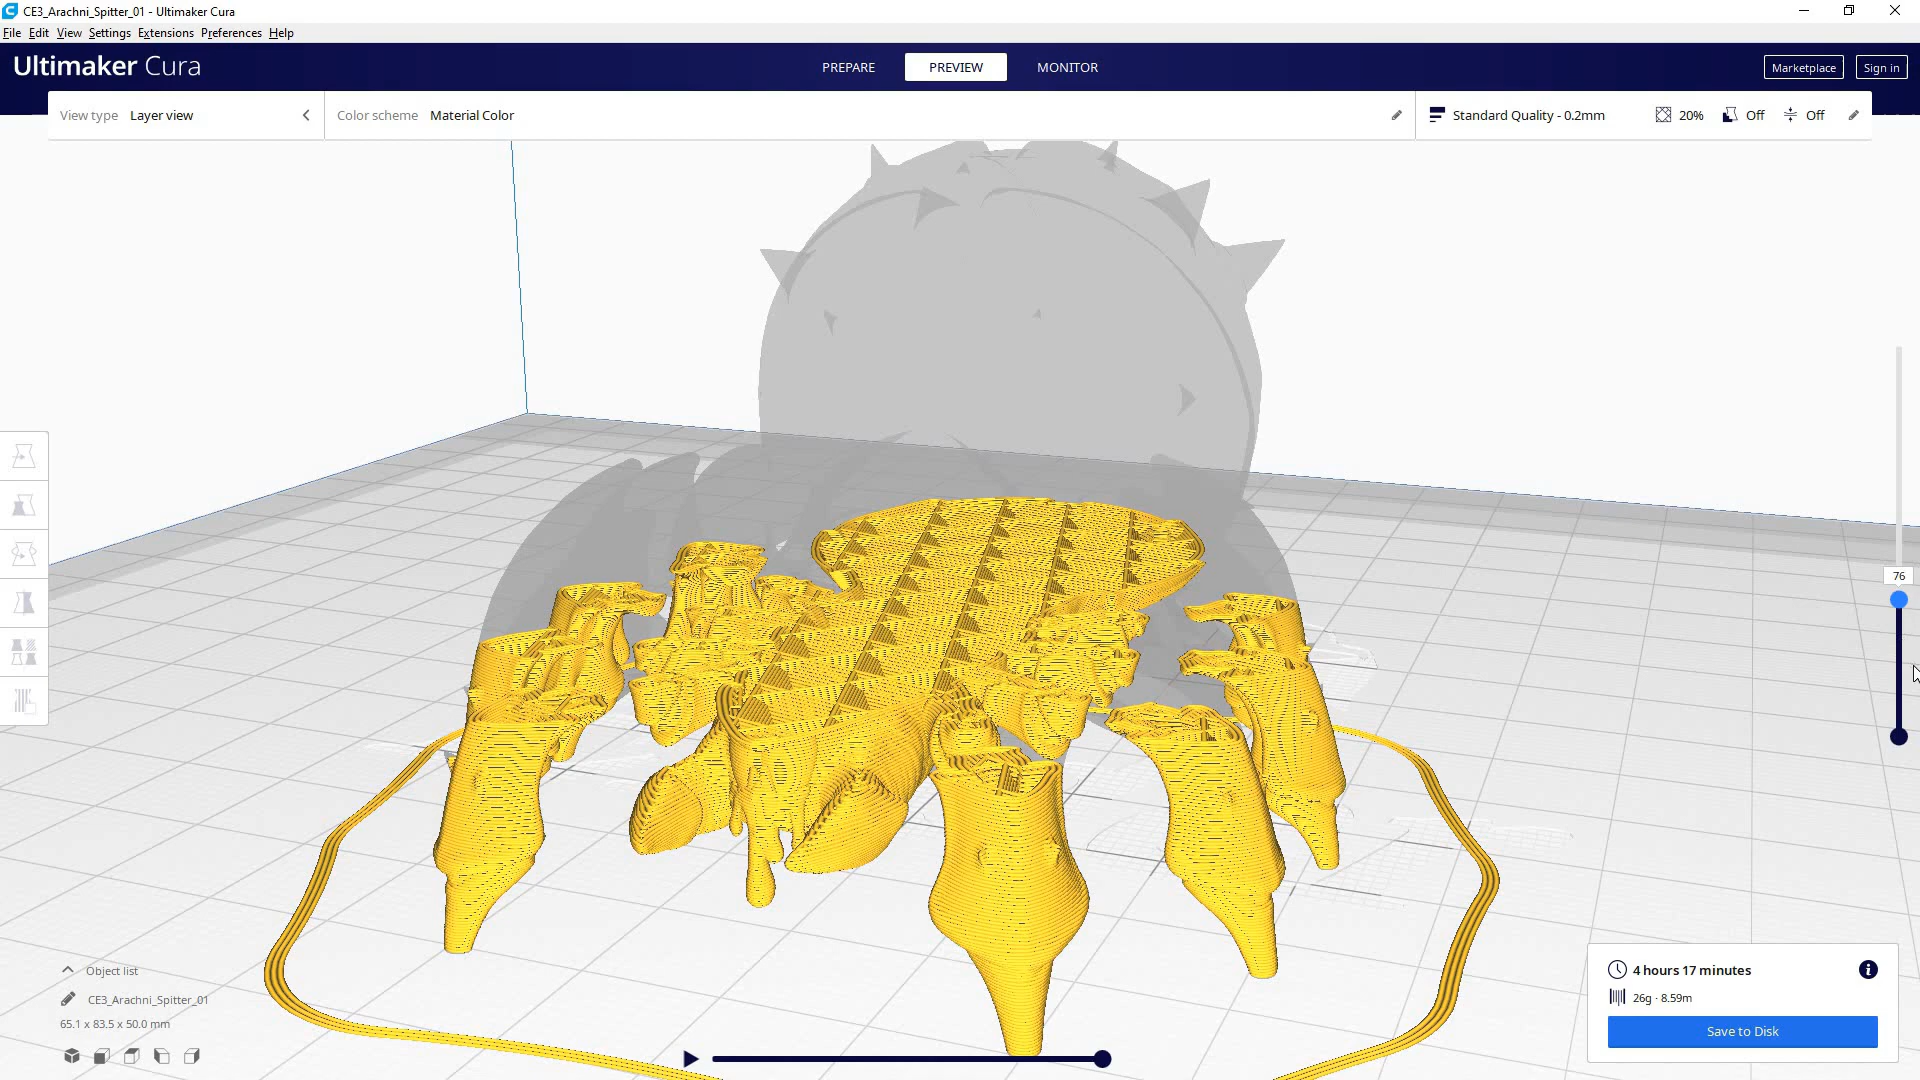 CE3_Arachni_Spitter_01 - Ultimaker Cura
File Edit View Settings Extensions Preferences Help
Ultimaker Cura
PREPARE PREVIEW MONITOR
Marketplace Sign in
View type Layer view Color scheme Material Color Standard Quality - 0.2mm 20% Off Off
76
Object list
CE3_Arachni_Spitter_01
65.1 x 83.5 x 50.0 mm
4 hours 17 minutes
26g · 8.59m
Save to Disk